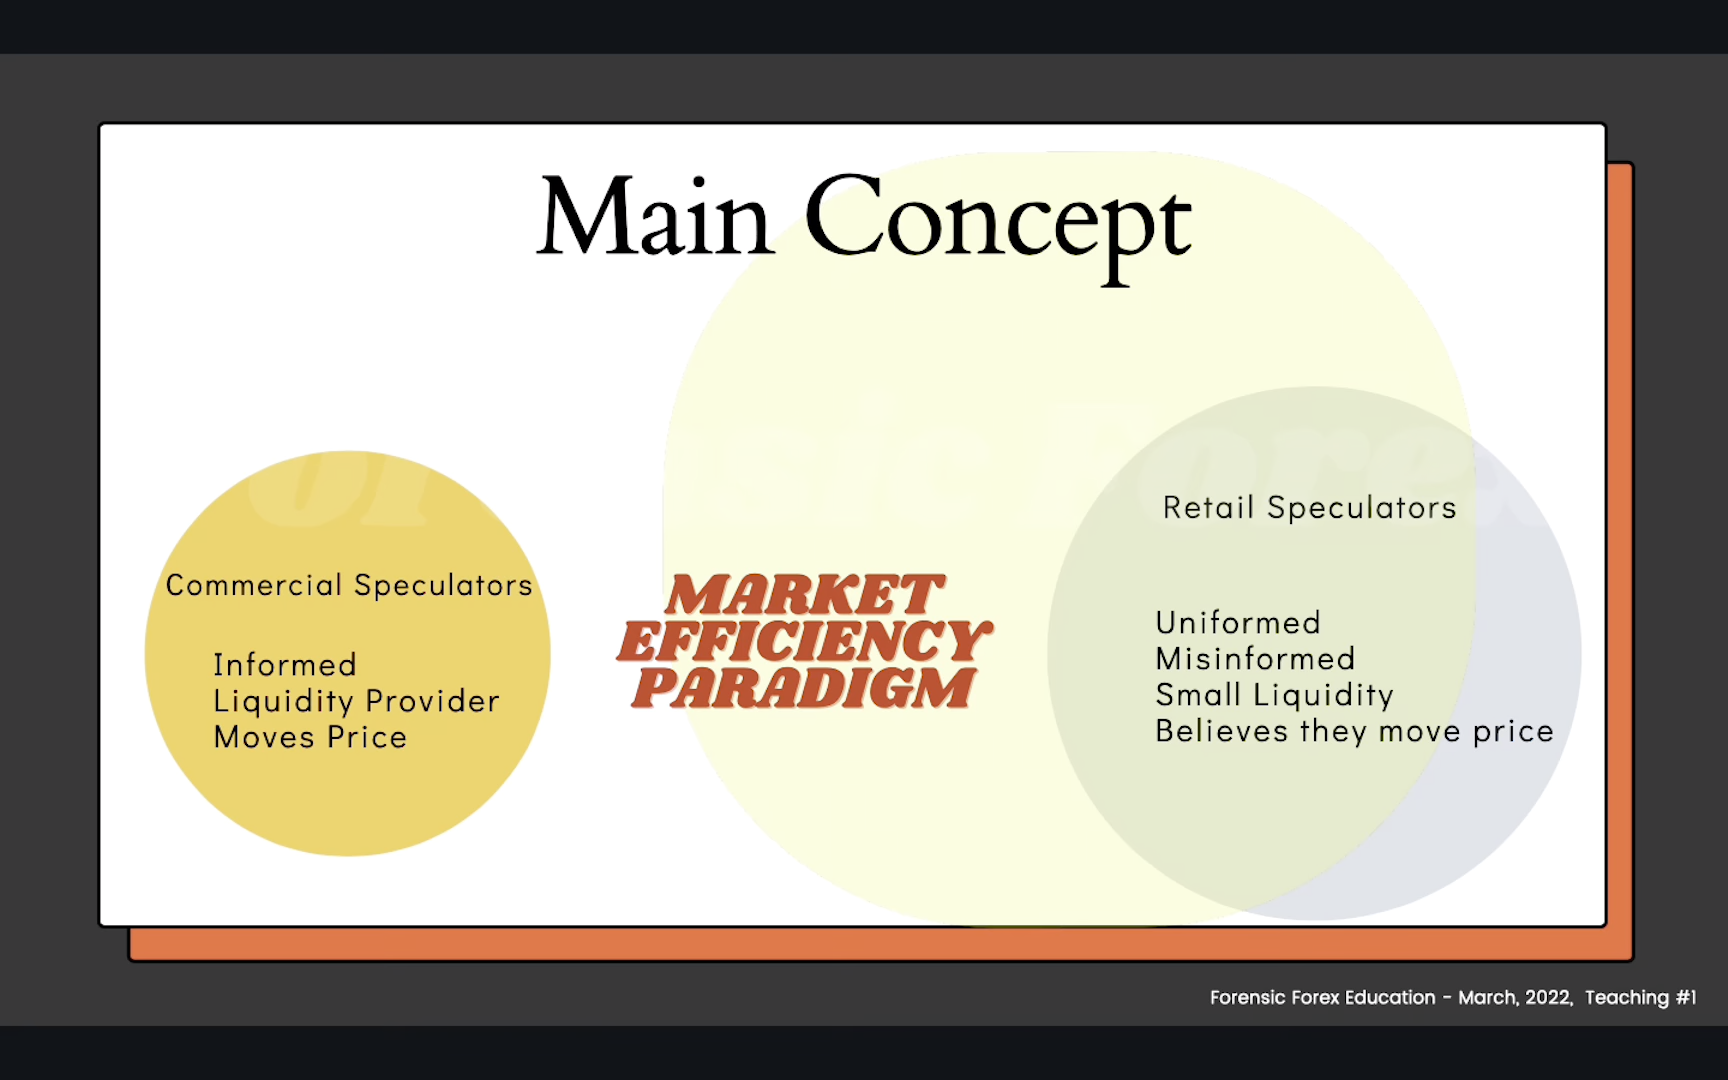 Main Concept
Commercial Speculators
Informed
Liquidity Provider
Moves Price
MARKET
EFFICIENCY
PARADIGM
Retail Speculators
Uniformed
Misinformed
Small Liquidity
Believes they move price
Forensic Forex Education - March, 2022, Teaching #1